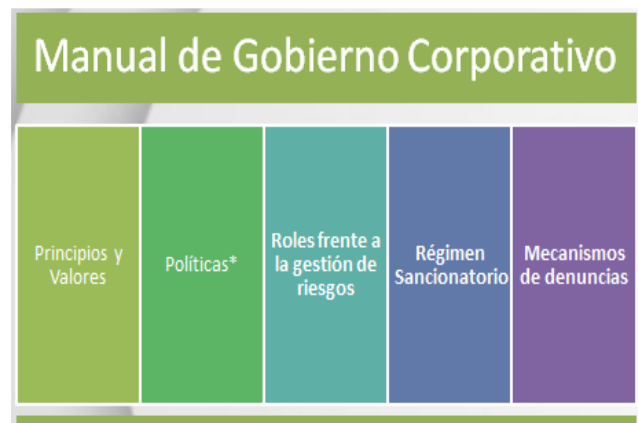 Manual de Gobierno Corporativo
Principios y
Valores
Políticas*
Roles frente a
la gestión de
riesgos
Régimen
Sancionatorio
Mecanismos
de denuncias